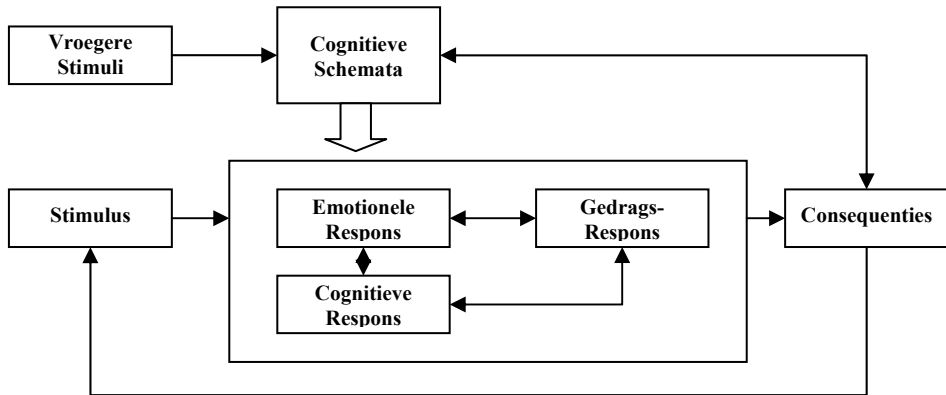 Vroegere
Stimuli
Cognitieve
Schemata
Stimulus
Emotionele
Respons
Gedrags-
Respons
Consequenties
Cognitieve
Respons